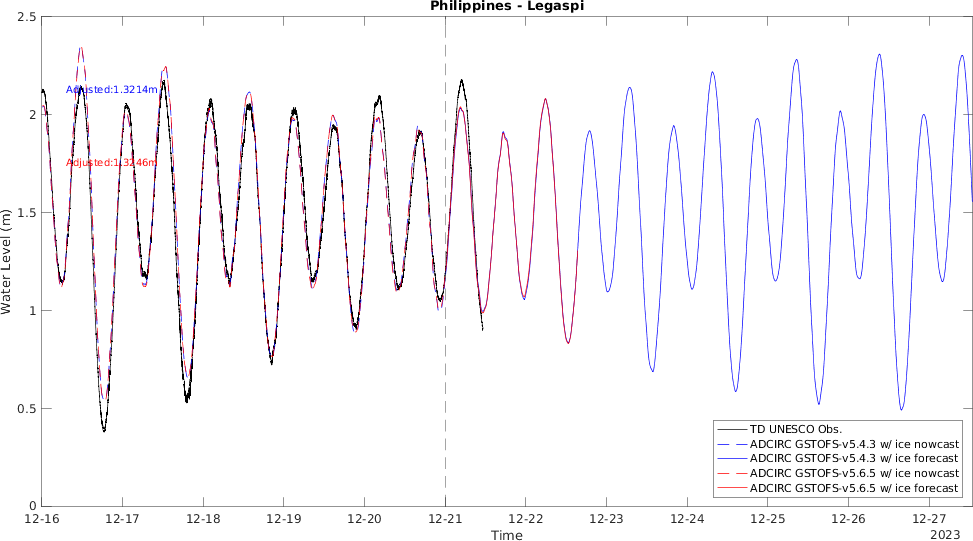 Philippines - Legaspi
2.5
2
1.5
1
0.5
0
Water Level (m)
Adjusted:1.3214m
Adjusted:1.3246m
TD UNESCO Obs.
ADCIRC GSTOFS-v5.4.3 w/ ice nowcast
ADCIRC GSTOFS-v5.4.3 w/ ice forecast
ADCIRC GSTOFS-v5.6.5 w/ ice nowcast
ADCIRC GSTOFS-v5.6.5 w/ ice forecast
12-16 12-17 12-18 12-19 12-20 12-21 12-22 12-23 12-24 12-25 12-26 12-27
Time
2023